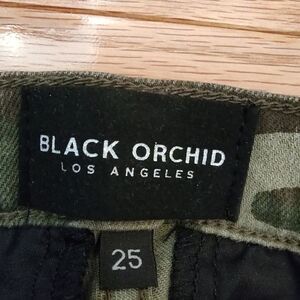 BLACK ORCHID
LOS ANGELES
25